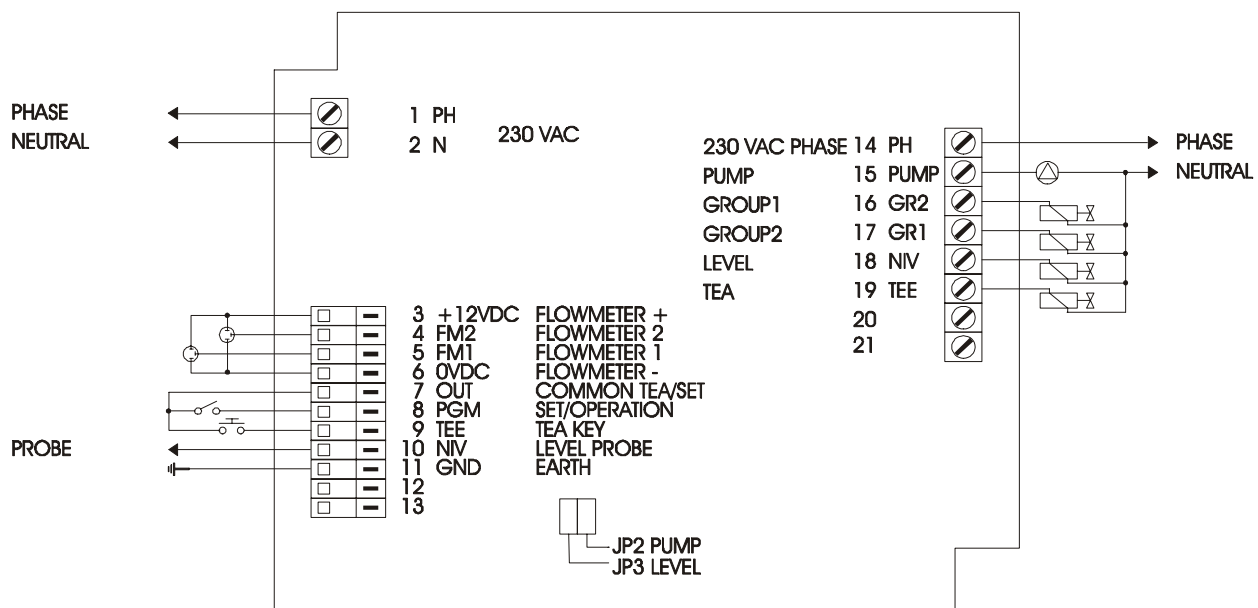 PHASE
NEUTRAL
1 PH
2 N
230 VAC
230 VAC PHASE 14 PH
PUMP 15 PUMP
GROUP1 16 GR2
GROUP2 17 GR1
LEVEL 18 NIV
TEA 19 TEE
20
21
PHASE
NEUTRAL
3 +12VDC FLOWMETER +
4 FM2 FLOWMETER 2
5 FM1 FLOWMETER 1
6 0VDC FLOWMETER -
7 OUT COMMON TEA/SET
8 PGM SET/OPERATION
9 TEE TEA KEY
PROBE 10 NIV LEVEL PROBE
11 GND EARTH
12
13
JP2 PUMP
JP3 LEVEL